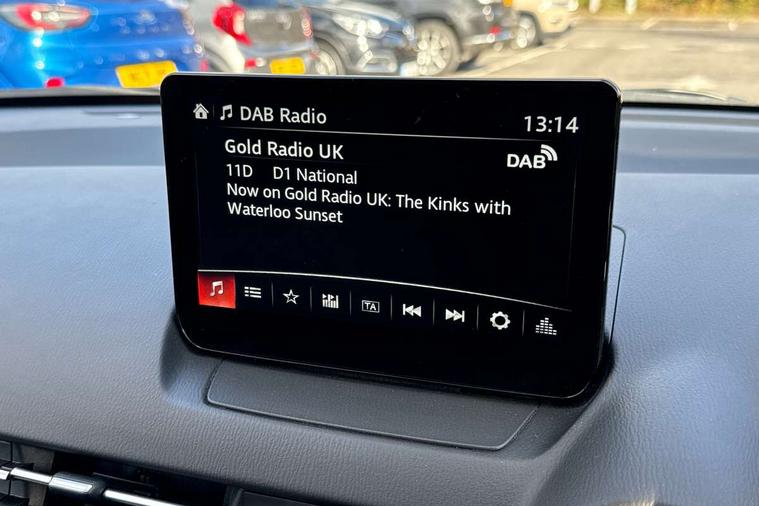 DAB Radio
13:14
Gold Radio UK
DAB
11D D1 National
Now on Gold Radio UK: The Kinks with
Waterloo Sunset
TA